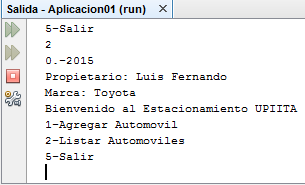 Salida - Aplicacion01 (run)
5-Salir
2
0.-2015
Propietario: Luis Fernando
Marca: Toyota
Bienvenido al Estacionamiento UPIITA
1-Agregar Automovil
2-Listar Automoviles
5-Salir